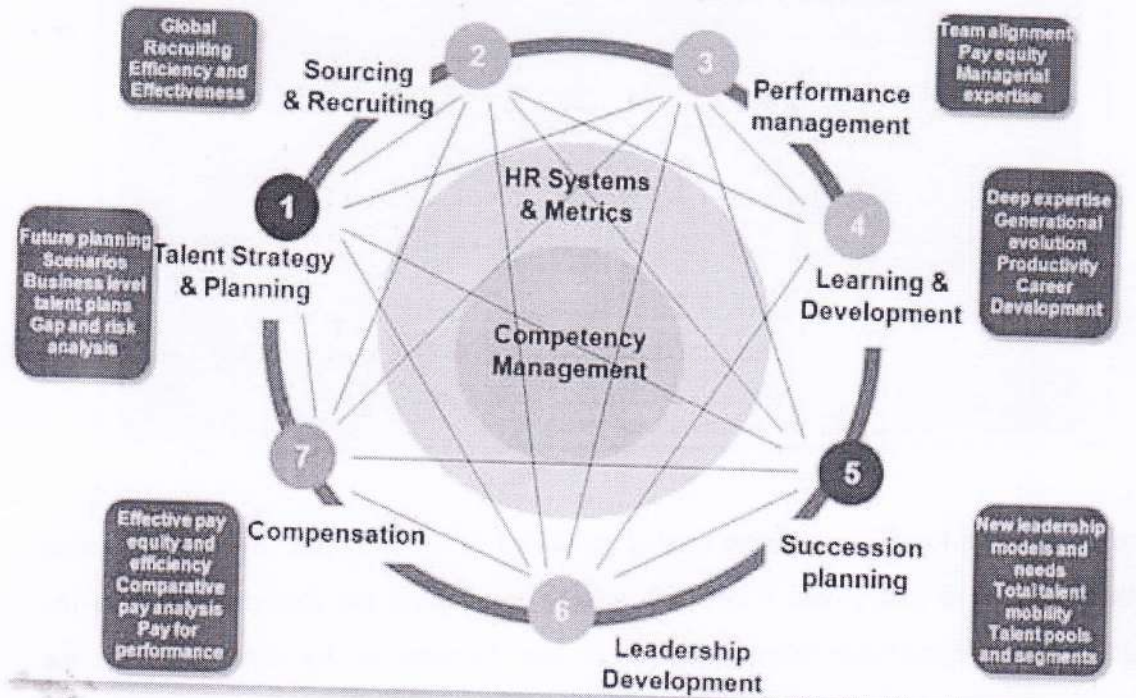 Global
Recruiting
Efficiency and
Effectiveness
2
Sourcing
& Recruiting
3
Performance
management
Team alignment
Pay equity
Managerial
expertise
HR Systems
& Metrics
1
Talent Strategy
& Planning
Future planning
Scenarios
Business level
talent plans
Gap and risk
analysis
4
Learning &
Development
Deep expertise
Generational
evolution
Productivity
Career
Development
Competency
Management
7
Compensation
Effective pay
equity and
efficiency
Comparative
pay analysis
Pay for
performance
5
Succession
planning
New leadership
models and
needs
Total talent
mobility
Talent pools
and segments
6
Leadership
Development